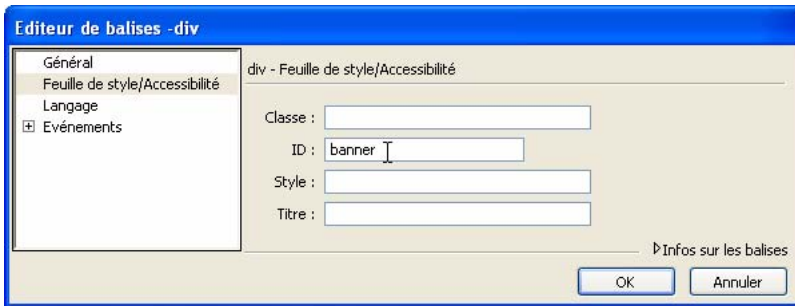 Editeur de balises -div
Général
Feuille de style/Accessibilité
Langage
Evénements
div - Feuille de style/Accessibilité
Classe :
ID : banner
Style :
Titre :
Infos sur les balises
OK Annuler